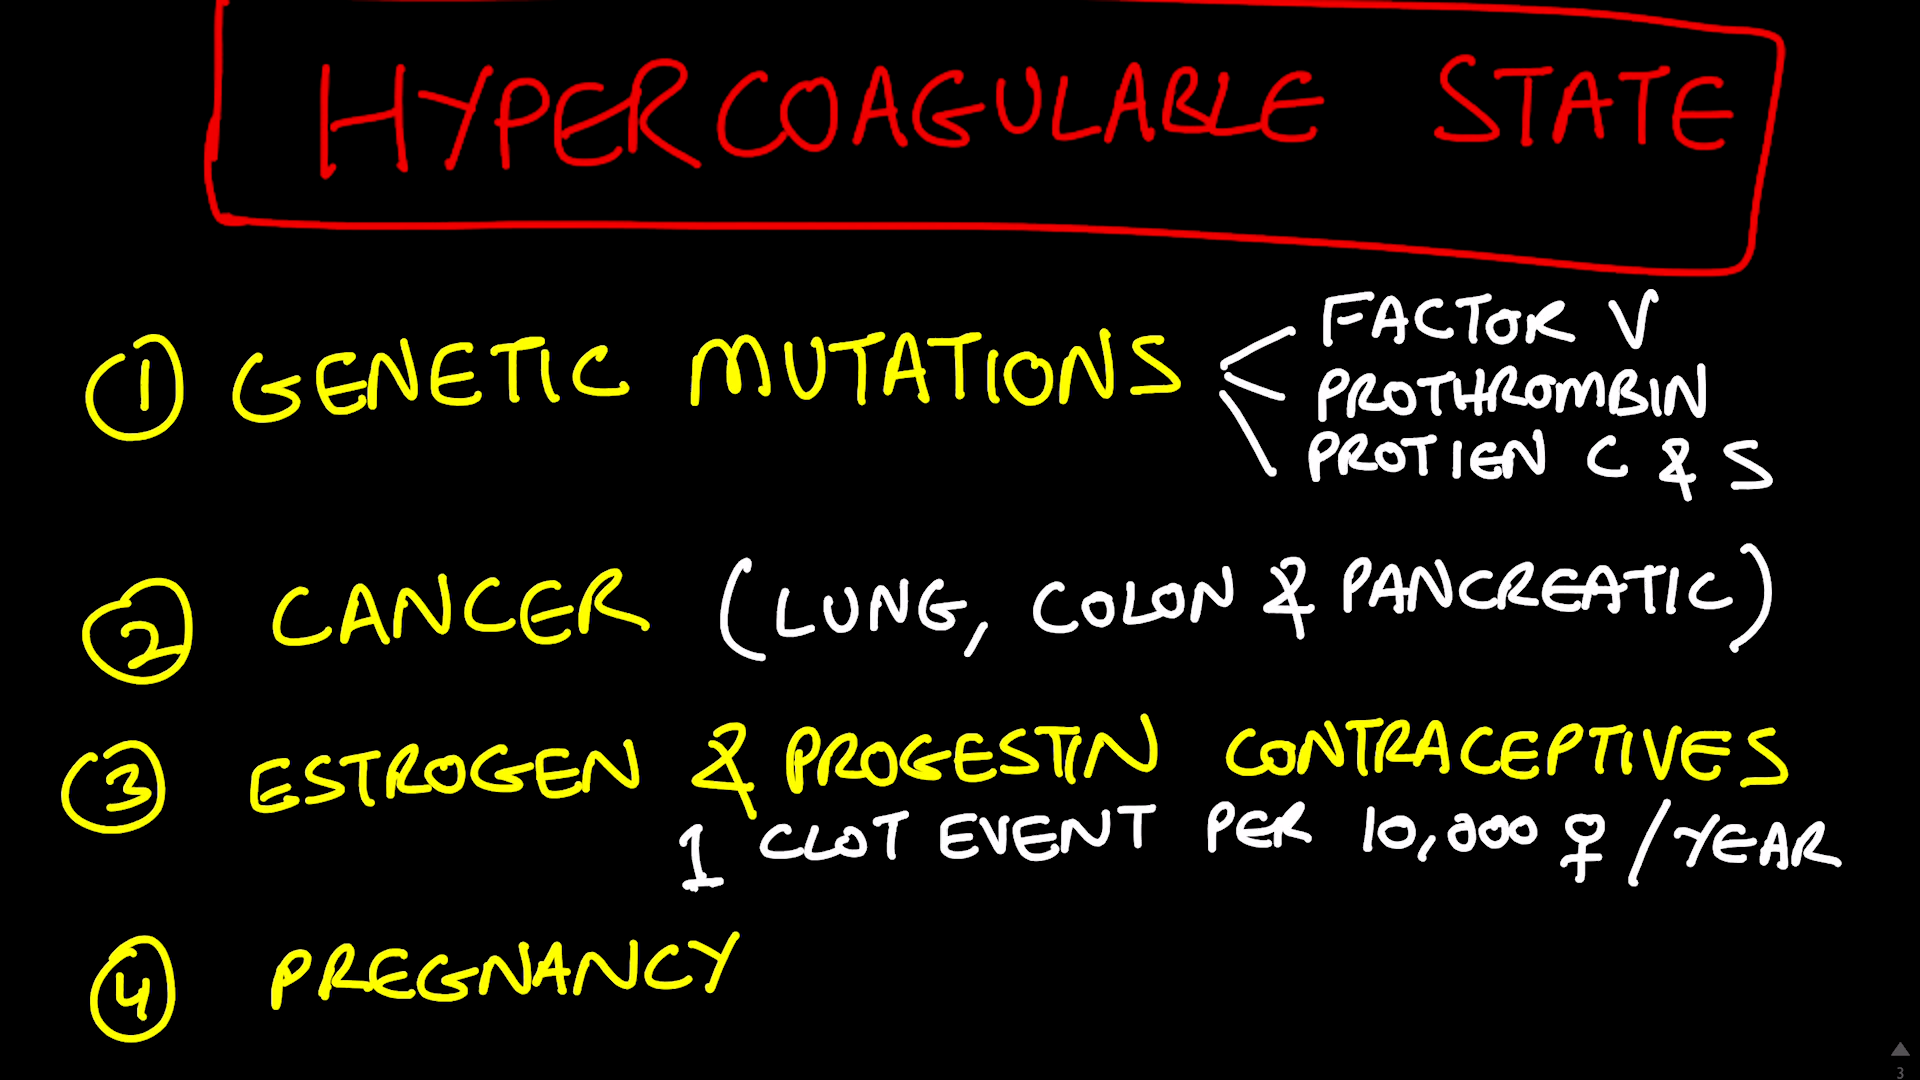 HYPERCOAGULABLE STATE
① GENETIC MUTATIONS
FACTOR V
PROTHROMBIN
PROTIEN C & S
② CANCER (LUNG, COLON & PANCREATIC)
③ ESTROGEN & PROGESTIN CONTRACEPTIVES
1 CLOT EVENT PER 10,000 ♀ / YEAR
④ PREGNANCY
3